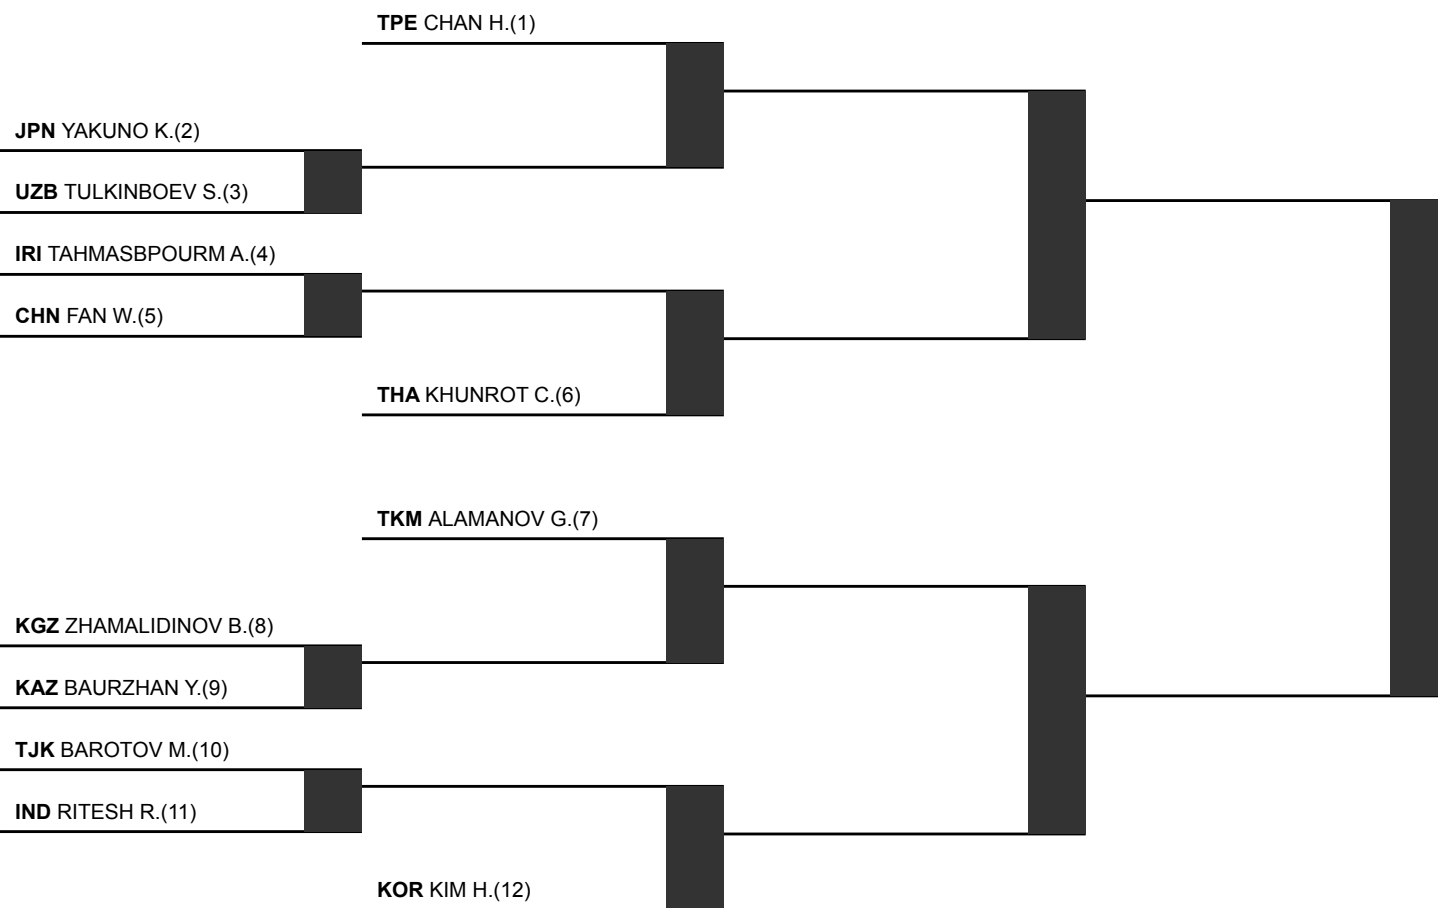 TPE CHAN H.(1)
JPN YAKUNO K.(2)
UZB TULKINBOEV S.(3)
IRI TAHMASBPOURM A.(4)
CHN FAN W.(5)
THA KHUNROT C.(6)
TKM ALAMANOV G.(7)
KGZ ZHAMALIDINOV B.(8)
KAZ BAURZHAN Y.(9)
TJK BAROTOV M.(10)
IND RITESH R.(11)
KOR KIM H.(12)